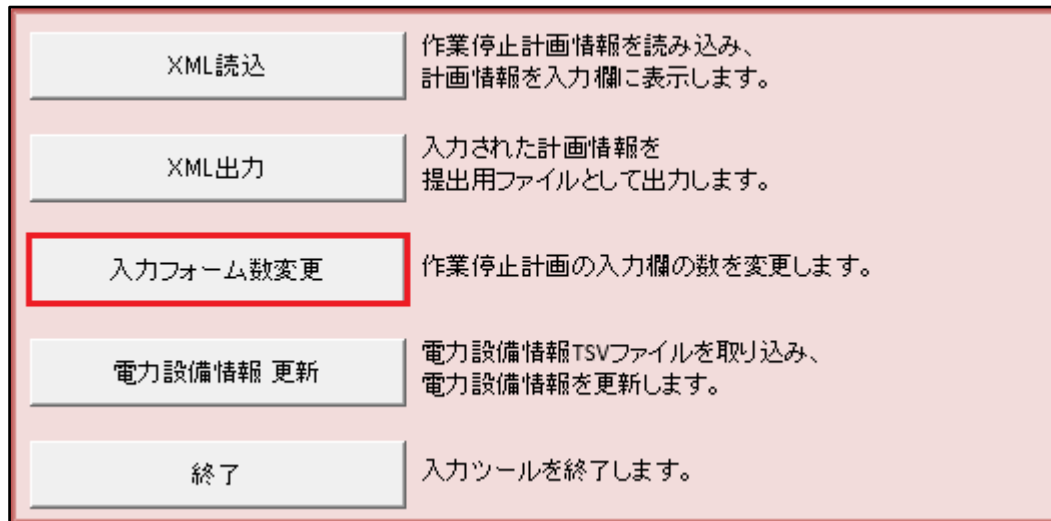 XML読込
作業停止計画情報を読み込み、
計画情報を入力欄に表示します。
XML出力
入力された計画情報を
提出用ファイルとして出力します。
入力フォーム数変更
作業停止計画の入力欄の数を変更します。
電力設備情報 更新
電力設備情報TSVファイルを取り込み、
電力設備情報を更新します。
終了
入力ツールを終了します。